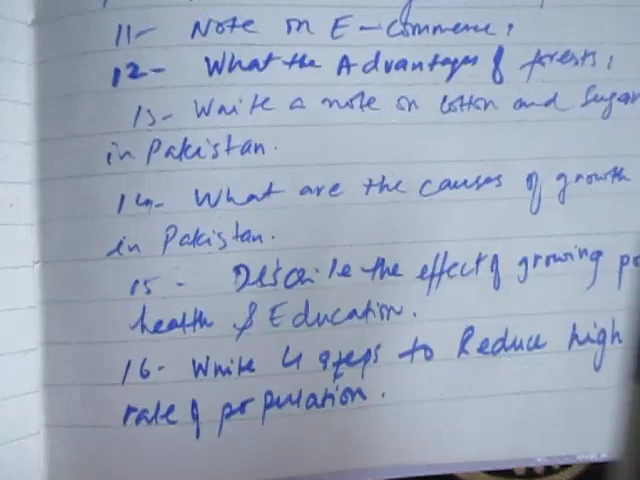 11- Note on E-commerce,
12- What the Advantages of forests,
13- Write a note on cotton and Sugar
in Pakistan.
14- What are the causes of growth
in Pakistan.
15- Describe the effect of growing po
health & Education.
16- Write 4 steps to Reduce high
rate of population.